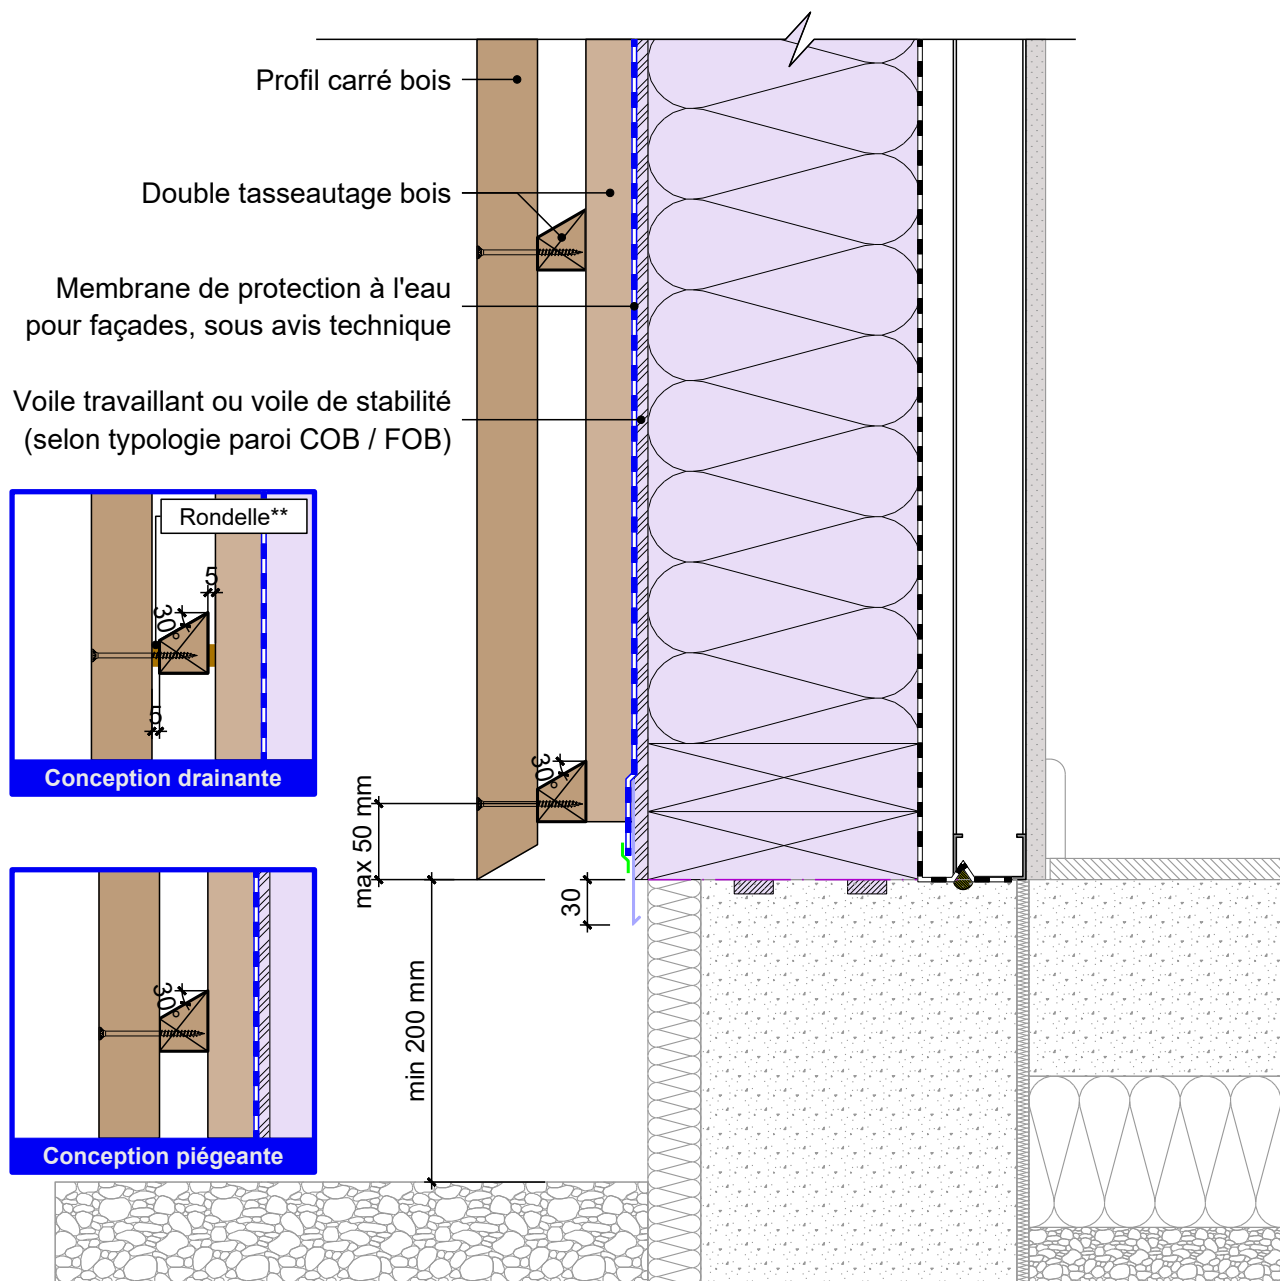 Profil carré bois
Double tasseautage bois
Membrane de protection à l'eau
pour façades, sous avis technique
Voile travaillant ou voile de stabilité
(selon typologie paroi COB / FOB)
Rondelle**
5
30°
5
Conception drainante
30°
max 50 mm
30
min 200 mm
30°
Conception piégeante